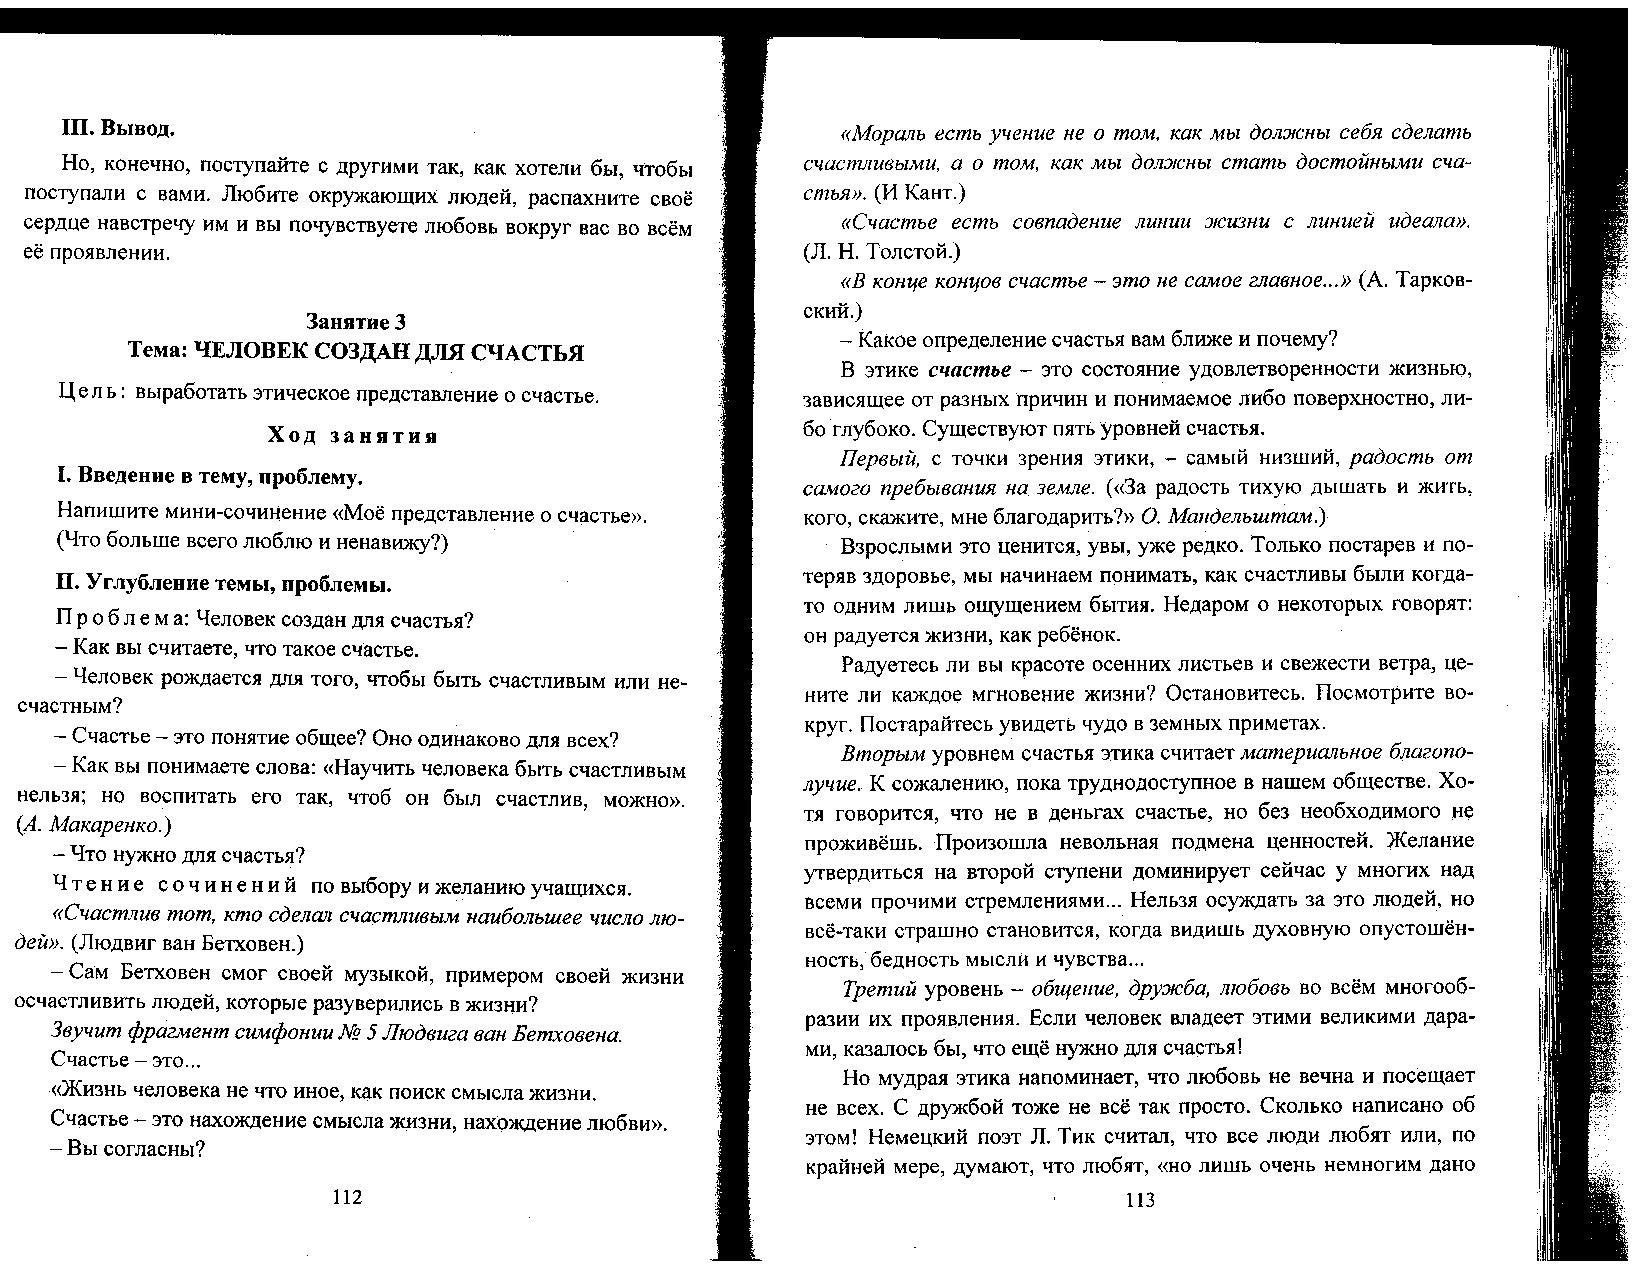 III. Вывод.
Но, конечно, поступайте с другими так, как хотели бы, чтобы
поступали с вами. Любите окружающих людей, распахните своё
сердце навстречу им и вы почувствуете любовь вокруг вас во всём
её проявлении.
Занятие 3
Тема: ЧЕЛОВЕК СОЗДАН ДЛЯ СЧАСТЬЯ
Цель: выработать этическое представление о счастье.
Ход занятия
I. Введение в тему, проблему.
Напишите мини-сочинение «Моё представление о счастье».
(Что больше всего люблю и ненавижу?)
II. Углубление темы, проблемы.
Проблема: Человек создан для счастья?
– Как вы считаете, что такое счастье.
– Человек рождается для того, чтобы быть счастливым или не-
счастным?
– Счастье – это понятие общее? Оно одинаково для всех?
– Как вы понимаете слова: «Научить человека быть счастливым
нельзя; но воспитать его так, чтоб он был счастлив, можно».
(А. Макаренко.)
– Что нужно для счастья?
Чтение сочинений по выбору и желанию учащихся.
«Счастлив тот, кто сделал счастливым наибольшее число лю-
дей». (Людвиг ван Бетховен.)
– Сам Бетховен смог своей музыкой, примером своей жизни
осчастливить людей, которые разуверились в жизни?
Звучит фрагмент симфонии № 5 Людвига ван Бетховена.
Счастье – это...
«Жизнь человека не что иное, как поиск смысла жизни.
Счастье – это нахождение смысла жизни, нахождение любви».
– Вы согласны?
112
«Мораль есть учение не о том, как мы должны себя сделать
счастливыми, а о том, как мы должны стать достойными сча-
стья». (И Кант.)
«Счастье есть совпадение линии жизни с линией идеала».
(Л. Н. Толстой.)
«В конце концов счастье – это не самое главное...» (А. Тарков-
ский.)
– Какое определение счастья вам ближе и почему?
В этике счастье – это состояние удовлетворенности жизнью,
зависящее от разных причин и понимаемое либо поверхностно, ли-
бо глубоко. Существуют пять уровней счастья.
Первый, с точки зрения этики, – самый низший, радость от
самого пребывания на земле. («За радость тихую дышать и жить,
кого, скажите, мне благодарить?» О. Мандельштам.)
Взрослыми это ценится, увы, уже редко. Только постарев и по-
теряв здоровье, мы начинаем понимать, как счастливы были когда-
то одним лишь ощущением бытия. Недаром о некоторых говорят:
он радуется жизни, как ребёнок.
Радуетесь ли вы красоте осенних листьев и свежести ветра, це-
ните ли каждое мгновение жизни? Остановитесь. Посмотрите во-
круг. Постарайтесь увидеть чудо в земных приметах.
Вторым уровнем счастья этика считает материальное благопо-
лучие. К сожалению, пока труднодоступное в нашем обществе. Хо-
тя говорится, что не в деньгах счастье, но без необходимого не
проживёшь. Произошла невольная подмена ценностей. Желание
утвердиться на второй ступени доминирует сейчас у многих над
всеми прочими стремлениями... Нельзя осуждать за это людей, но
всё-таки страшно становится, когда видишь духовную опустошён-
ность, бедность мысли и чувства...
Третий уровень – общение, дружба, любовь во всём многооб-
разии их проявления. Если человек владеет этими великими дара-
ми, казалось бы, что ещё нужно для счастья!
Но мудрая этика напоминает, что любовь не вечна и посещает
не всех. С дружбой тоже не всё так просто. Сколько написано об
этом! Немецкий поэт Л. Тик считал, что все люди любят или, по
крайней мере, думают, что любят, «но лишь очень немногим дано
113